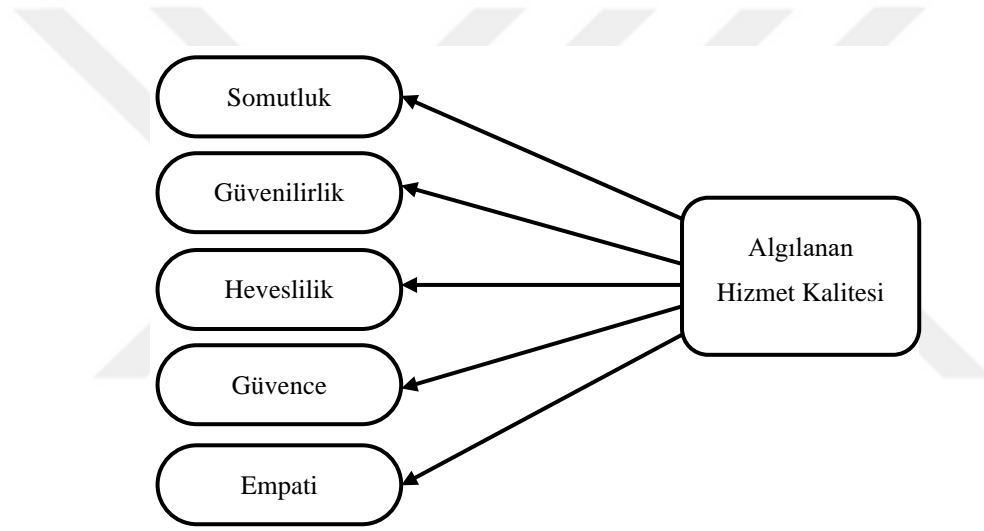 Somutluk
Güvenilirlik
Heveslilik
Güvence
Empati
Algılanan
Hizmet Kalitesi